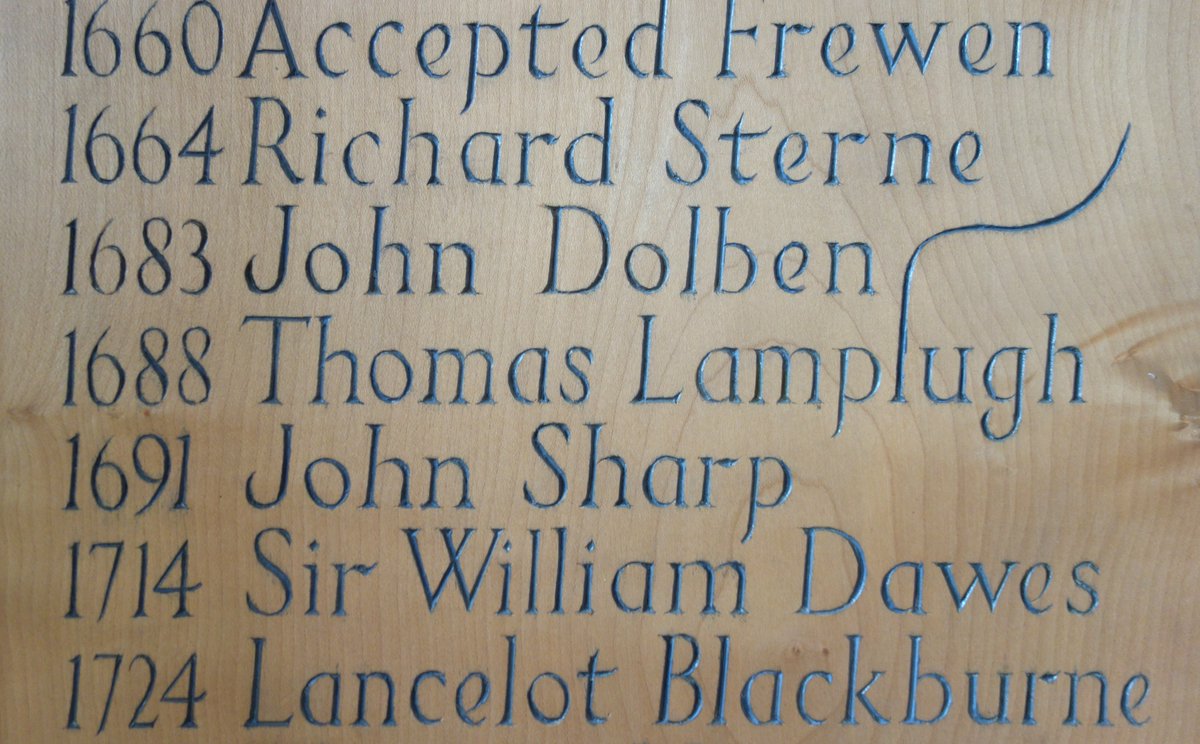 1660 Accepted Frewen
1664 Richard Sterne
1683 John Dolben
1688 Thomas Lamplugh
1691 John Sharp
1714 Sir William Dawes
1724 Lancelot Blackburne